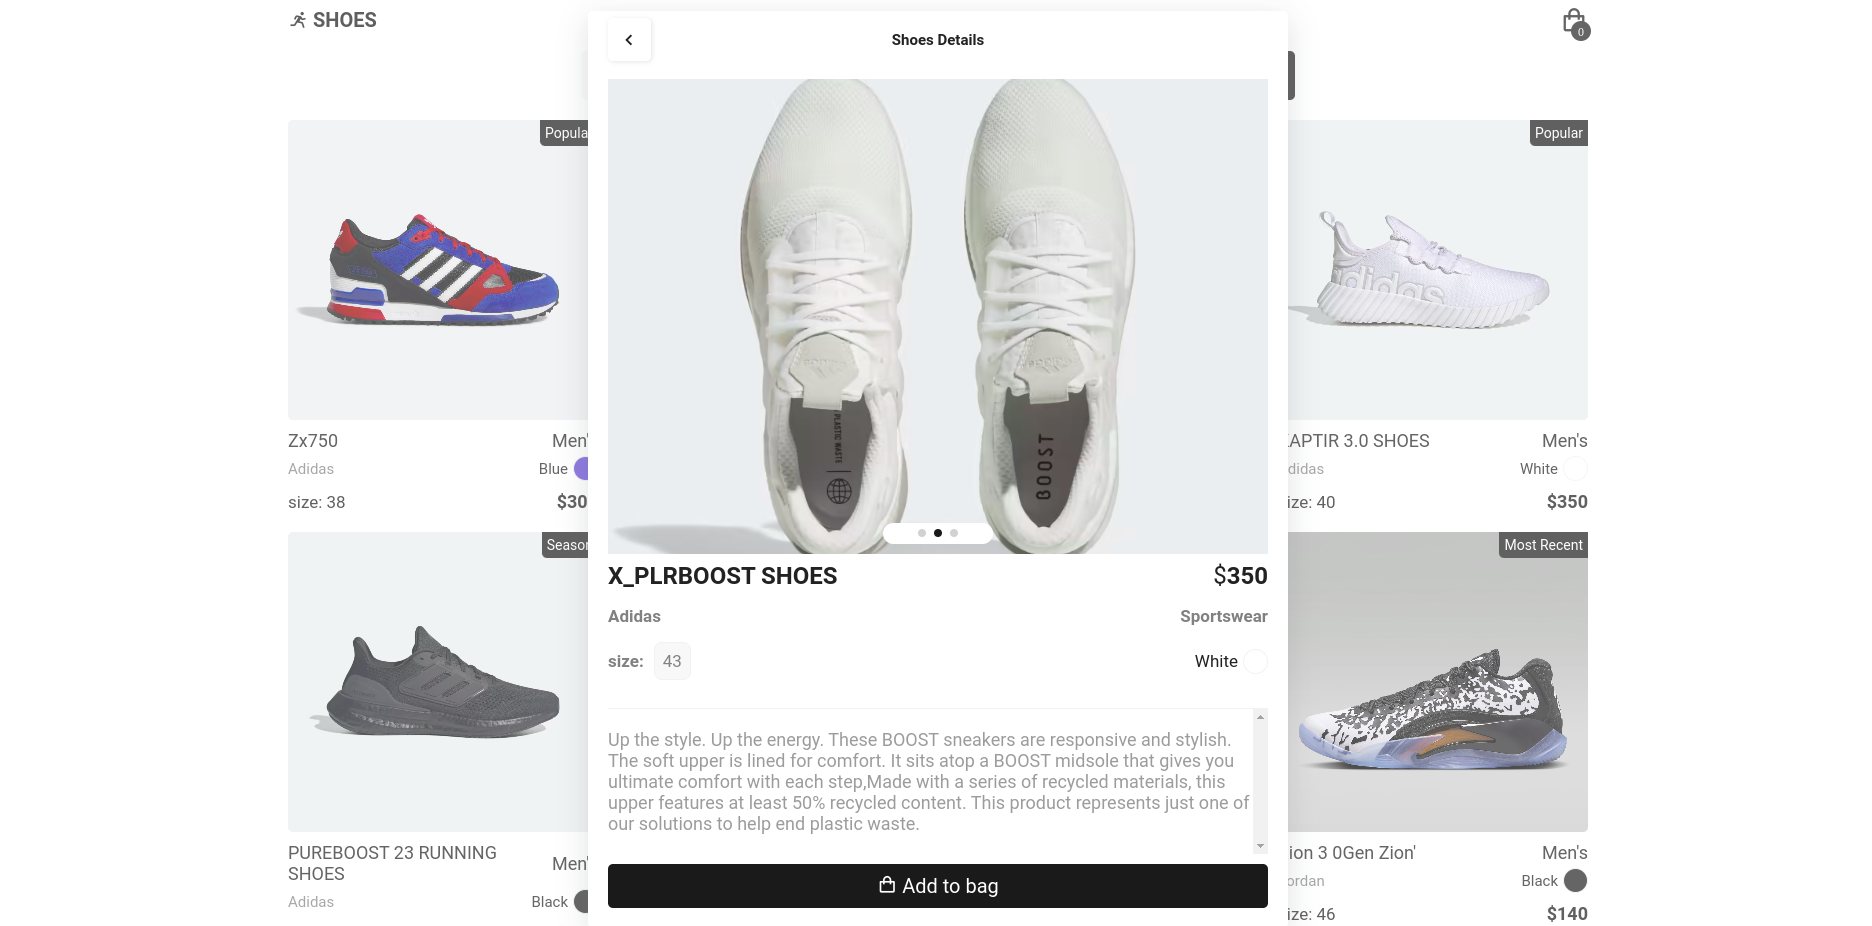 SHOES
0
Shoes Details
Popula
Popular
PLASTIC WASTE
BOOST
adidas
Zx750
Men'
Adidas
Blue
size: 38
$30
APTIR 3.0 SHOES
Men's
didas
White
ize: 40
$350
X_PLRBOOST SHOES
$350
Adidas
Sportswear
size: 43
White
Up the style. Up the energy. These BOOST sneakers are responsive and stylish.
The soft upper is lined for comfort. It sits atop a BOOST midsole that gives you
ultimate comfort with each step,Made with a series of recycled materials, this
upper features at least 50% recycled content. This product represents just one of
our solutions to help end plastic waste.
Add to bag
Season
Most Recent
PUREBOOST 23 RUNNING
SHOES
Men'
Adidas
Black
ion 3 0Gen Zion'
Men's
ordan
Black
ize: 46
$140